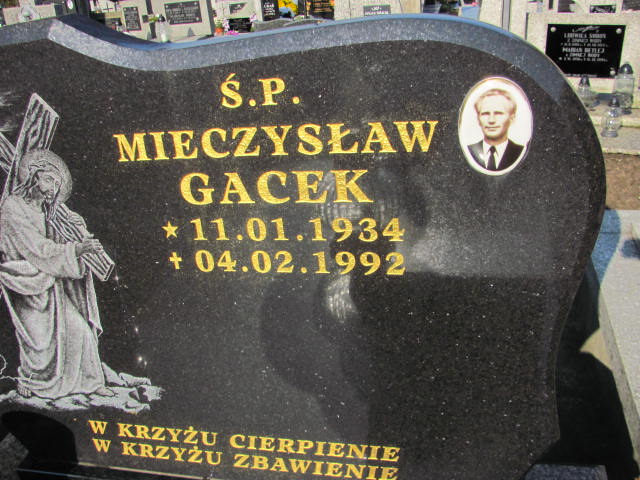 Ś.P.
MIECZYSŁAW
GACEK
★ 11.01.1934
✝ 04.02.1992
W KRZYŻU CIERPIENIE
W KRZYŻU ZBAWIENIE